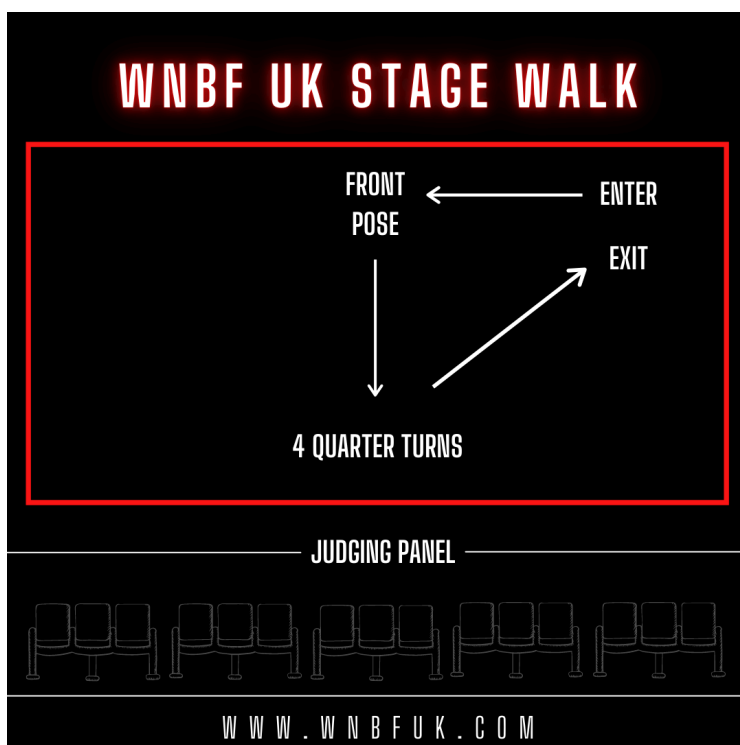 WNBF UK STAGE WALK
FRONT
POSE
ENTER
EXIT
4 QUARTER TURNS
JUDGING PANEL
WWW.WNBFUK.COM